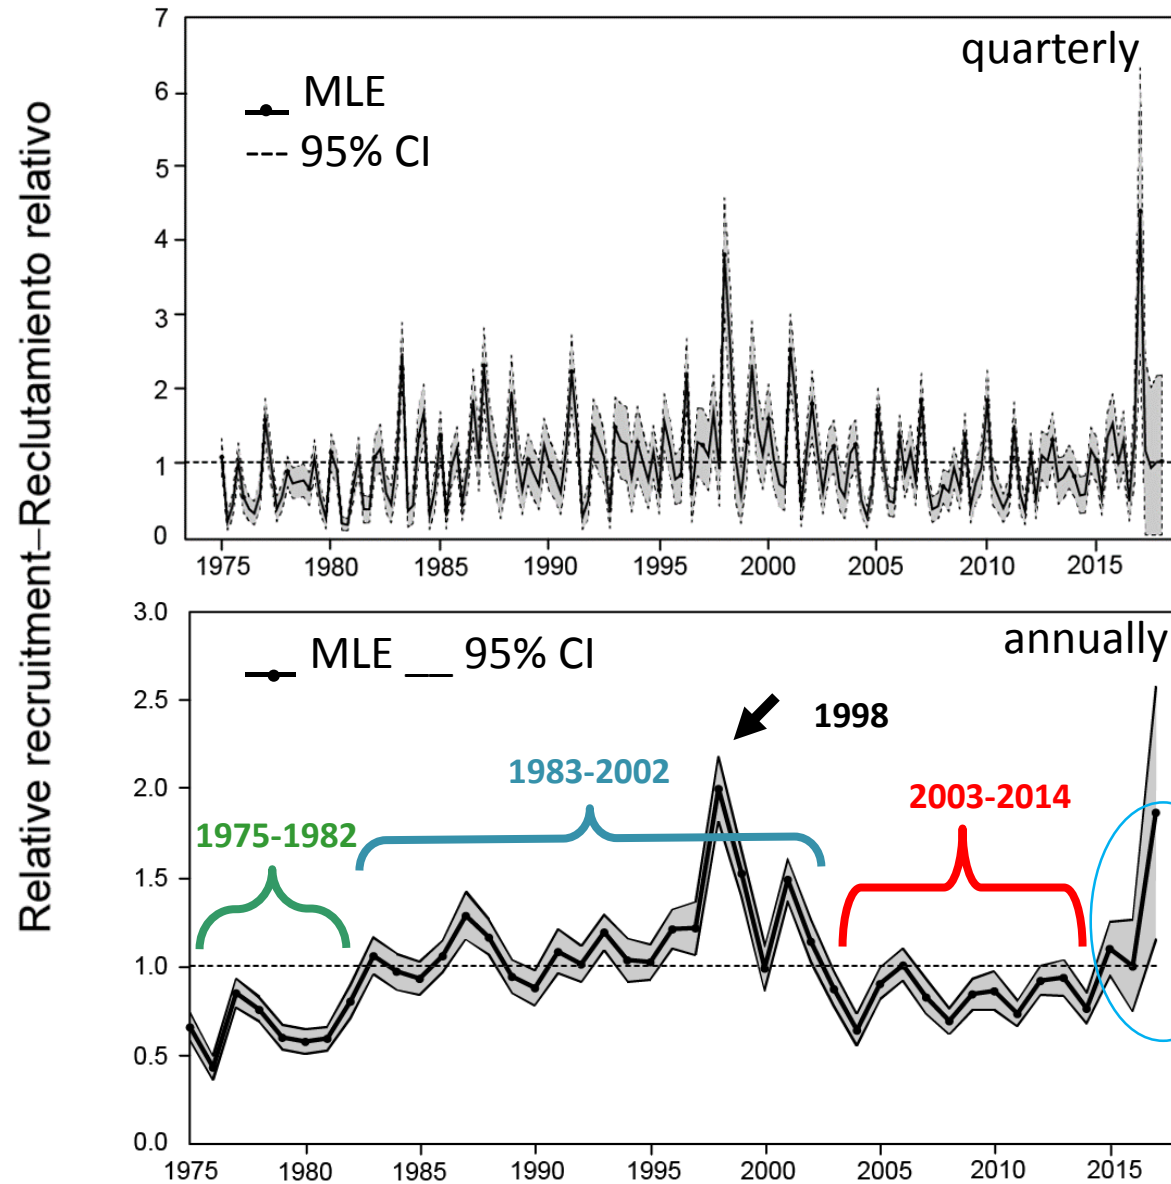 Relative recruitment–Reclutamiento relativo
quarterly
MLE
95% CI
7
6
5
4
3
2
1
0
1975 1980 1985 1990 1995 2000 2005 2010 2015
annually
MLE 95% CI
1998
1983-2002
2003-2014
1975-1982
3.0
2.5
2.0
1.5
1.0
0.5
0.0
1975 1980 1985 1990 1995 2000 2005 2010 2015